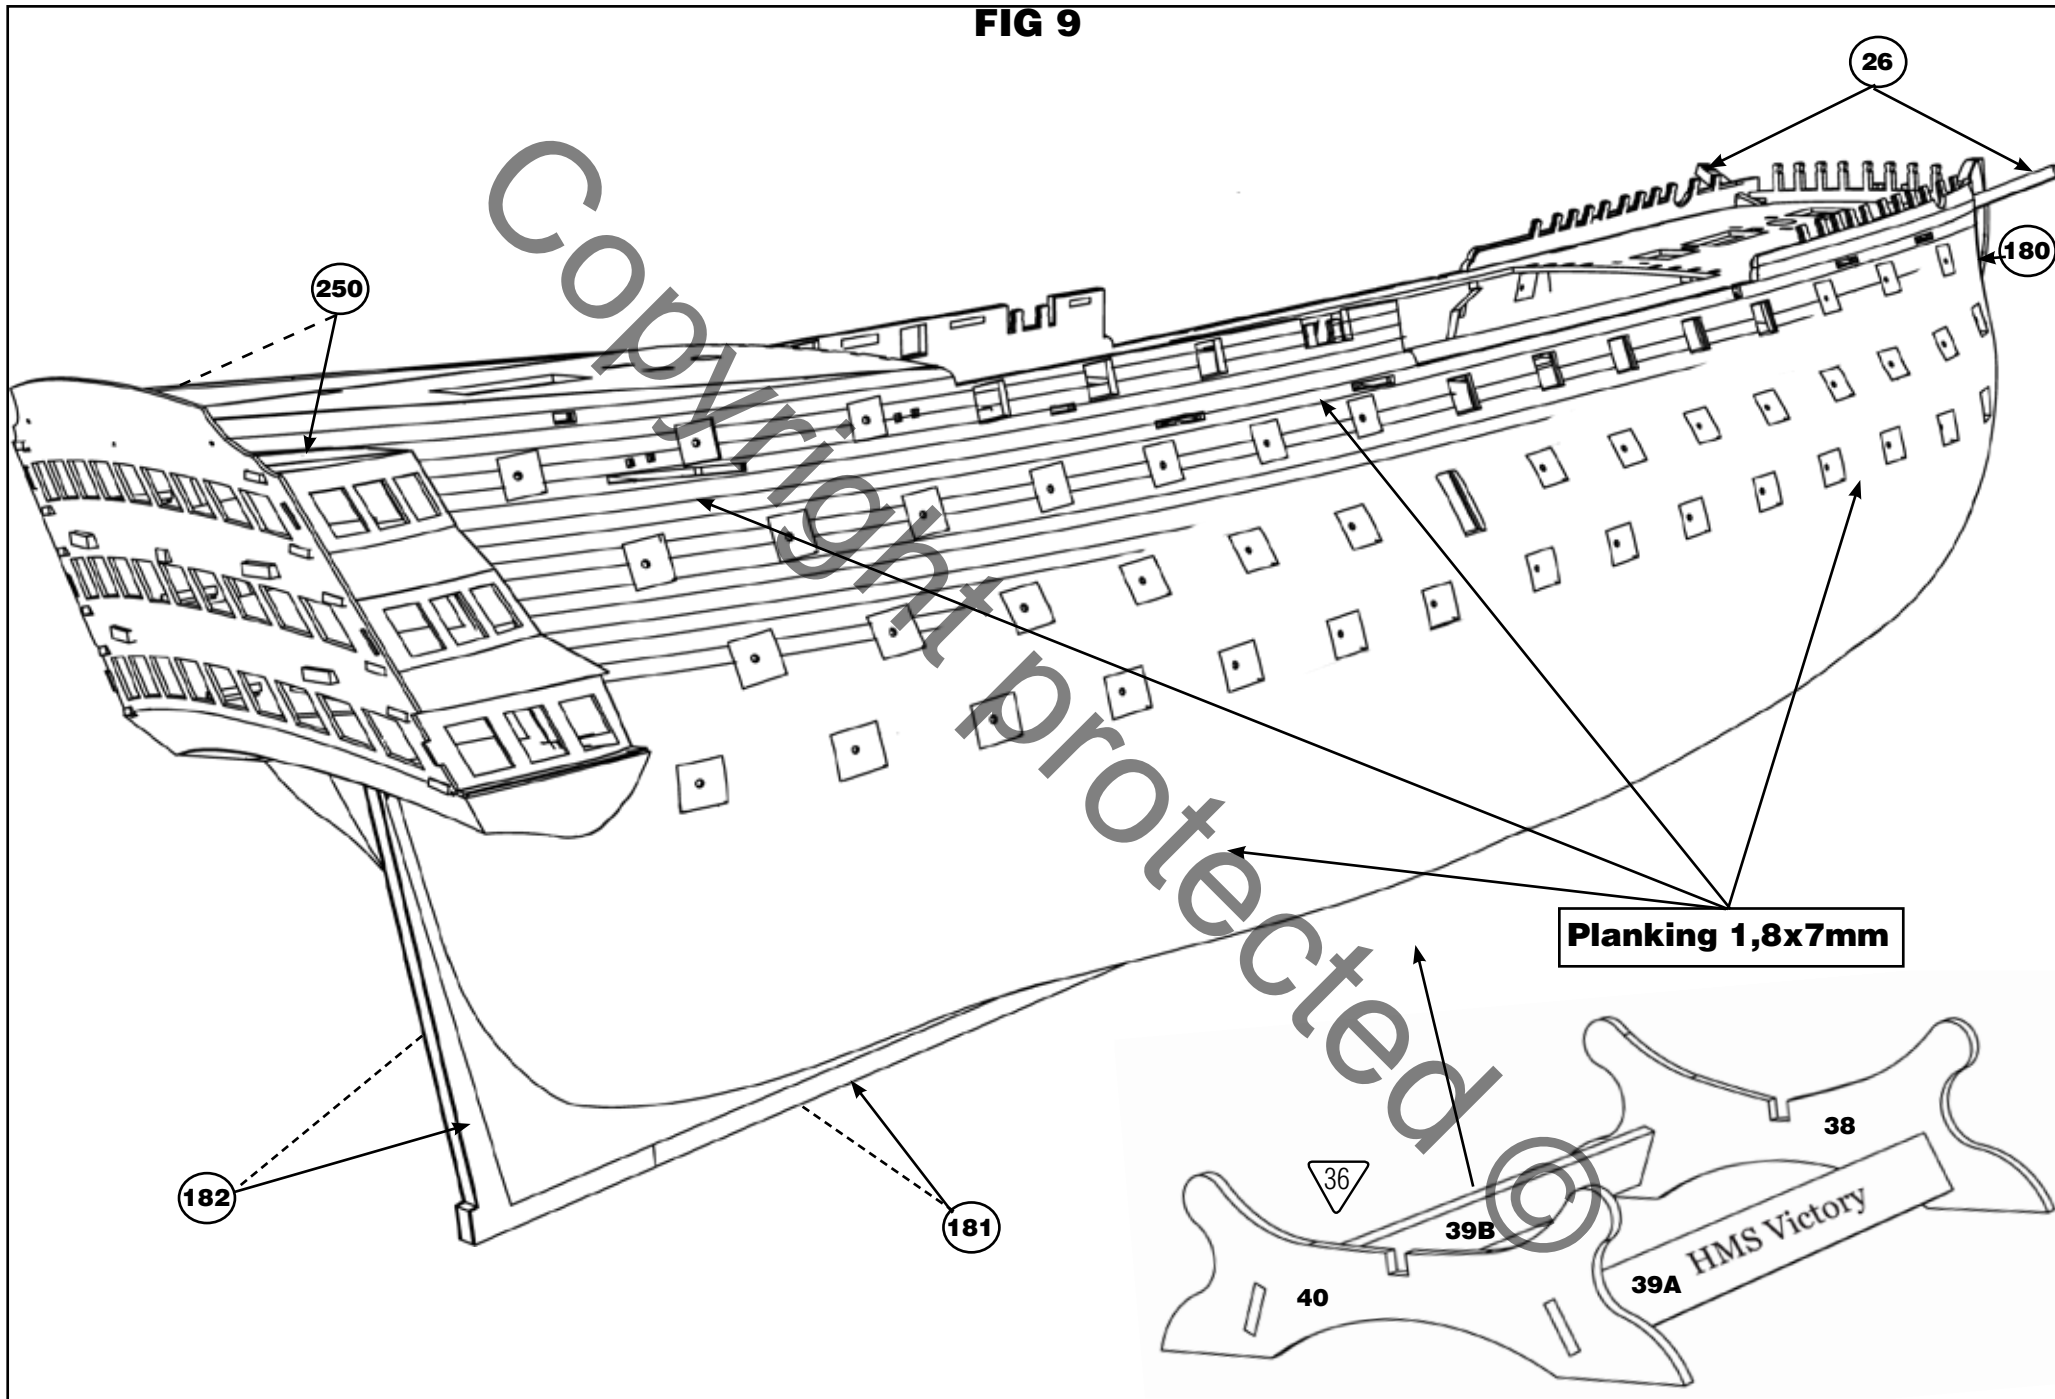 FIG 9
26
180
250
Copyright protected ©
Planking 1,8x7mm
182
181
36
38
39B
HMS Victory
39A
40